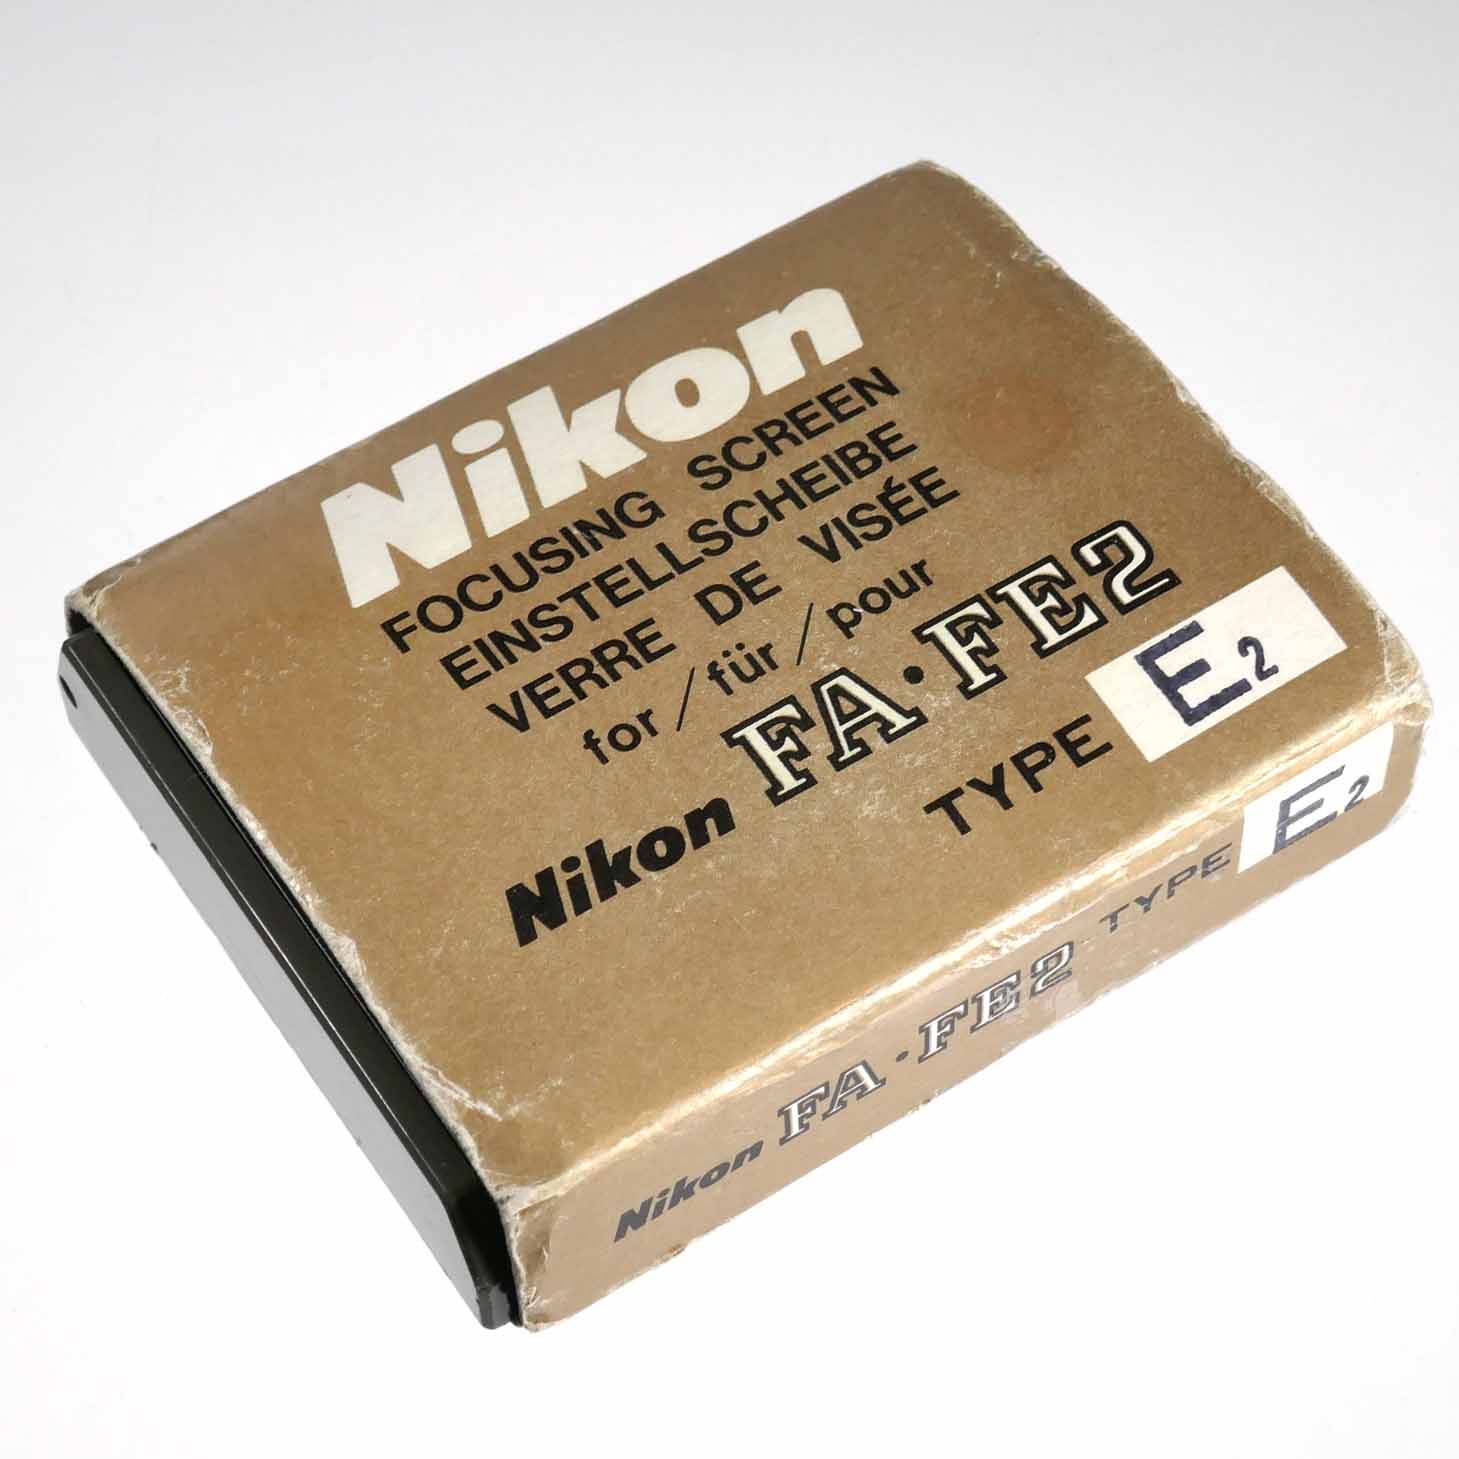 Nikon
FOCUSING SCREEN
EINSTELLSCHEIBE
VERRE DE VISÉE
for / für / pour
Nikon FA·FE2
TYPE E2
Nikon FA·FE2 TYPE E2